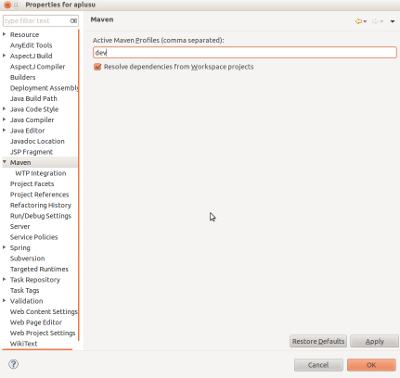 Properties for aplusu
type filter text
Maven
Resource
AnyEdit Tools
AspectJ Build
AspectJ Compiler
Builders
Deployment Assembly
Java Build Path
Java Code Style
Java Compiler
Java Editor
Javadoc Location
JSP Fragment
Maven
WTP Integration
Project Facets
Project References
Refactoring History
Run/Debug Settings
Server
Service Policies
Spring
Subversion
Targeted Runtimes
Task Repository
Task Tags
Validation
Web Content Settings
Web Page Editor
Web Project Settings
WikiText
Active Maven Profiles (comma separated):
dev
Resolve dependencies from Workspace projects
Restore Defaults
Apply
Cancel
OK